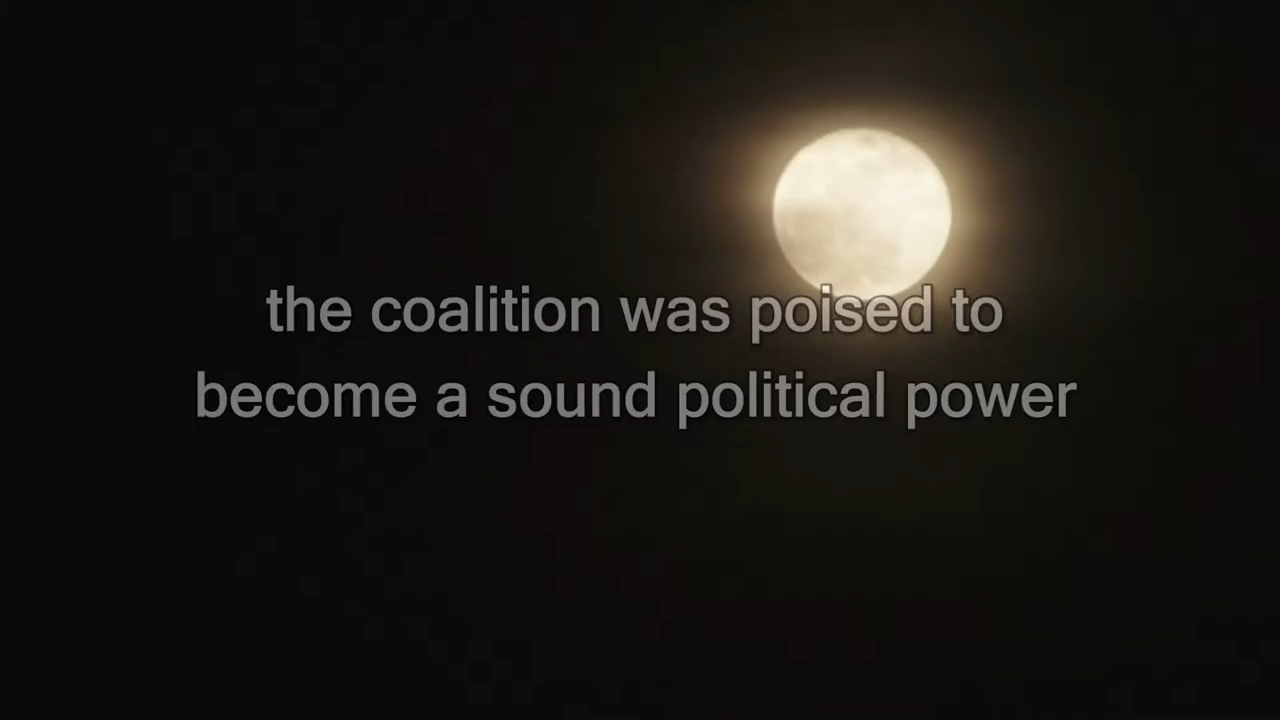 the coalition was poised to
become a sound political power